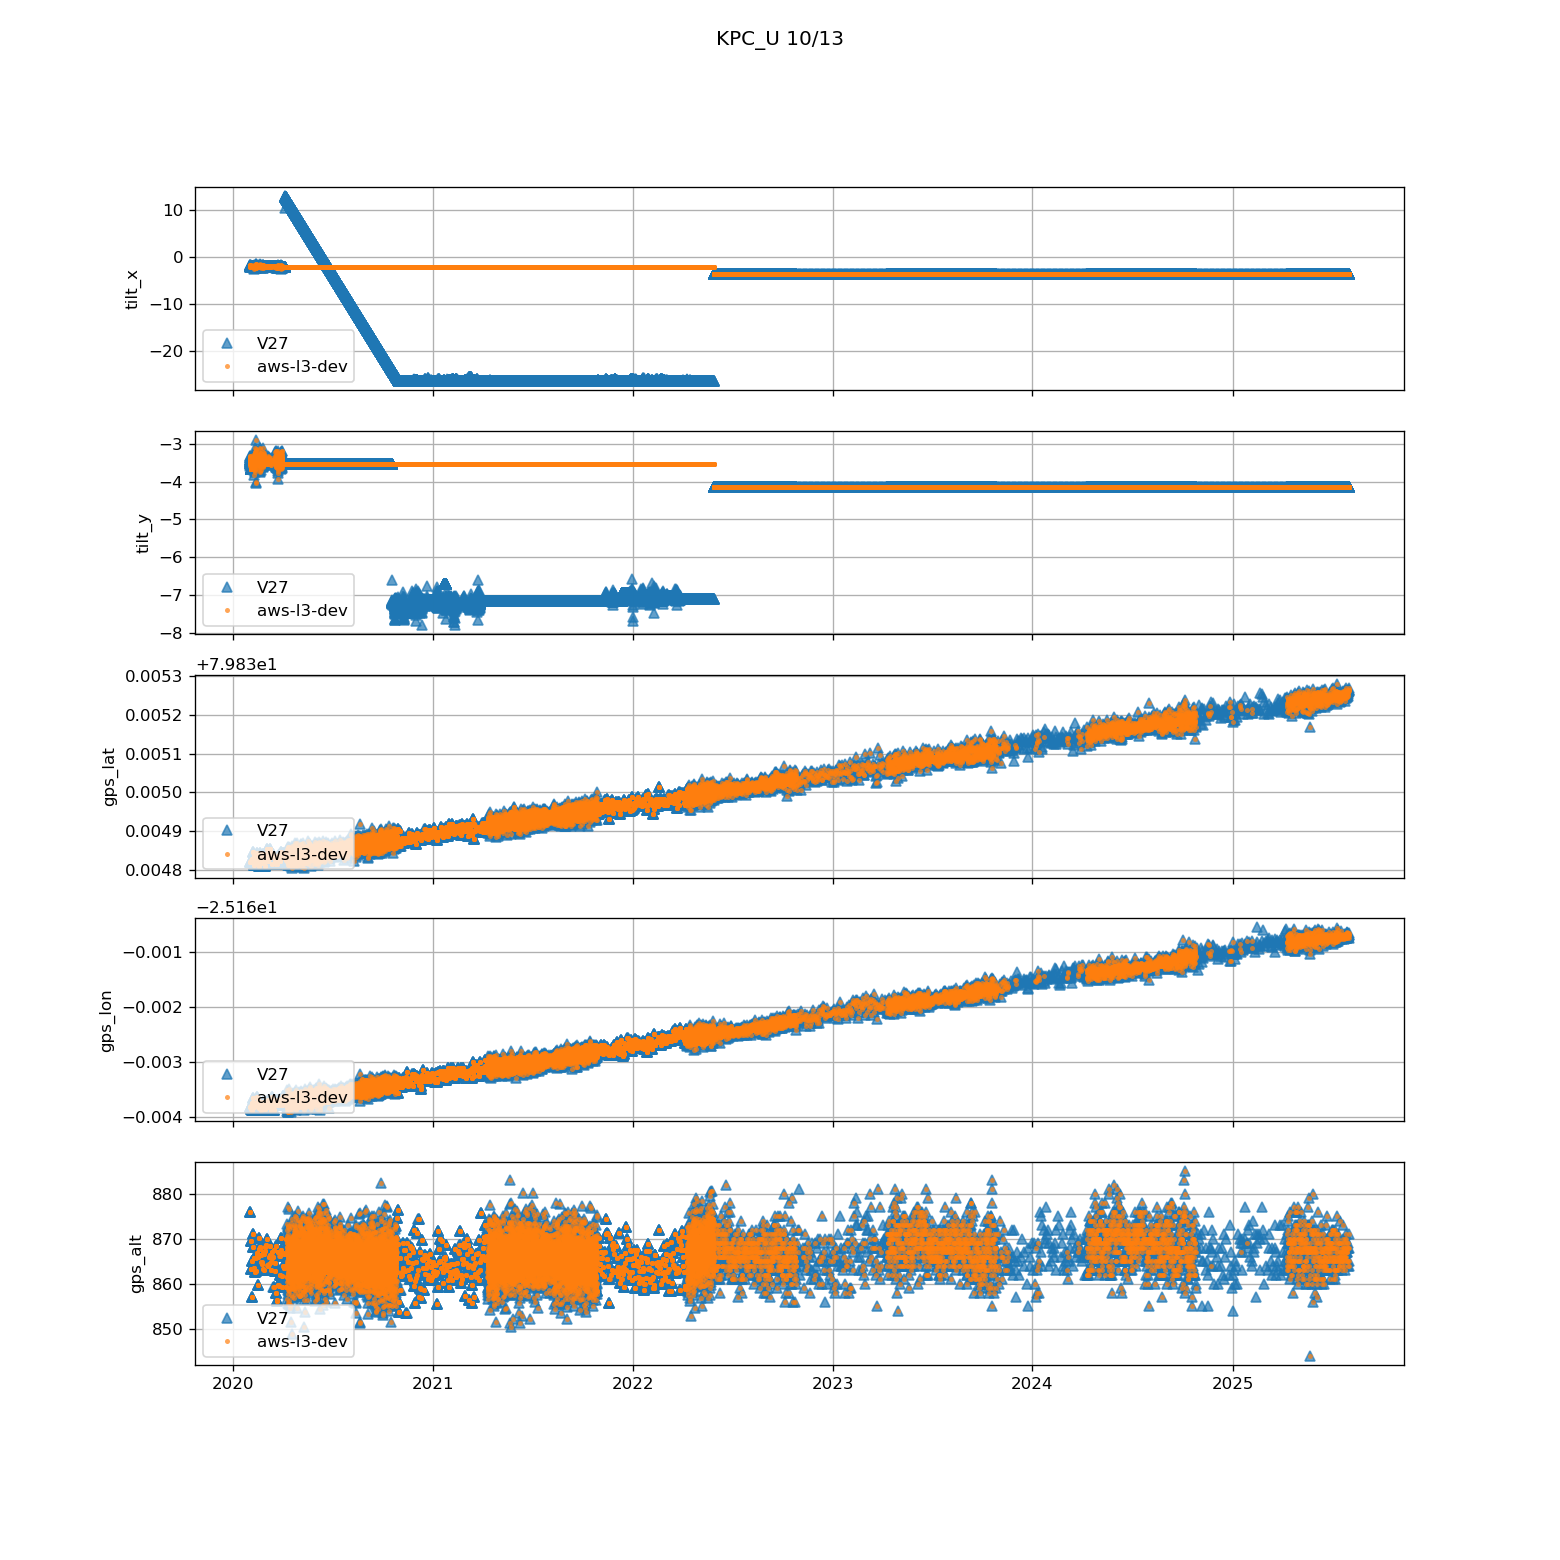 KPC_U 10/13
10
0
−10
−20
tilt_x
V27
aws-l3-dev
−3
−4
−5
−6
−7
−8
tilt_y
V27
aws-l3-dev
+7.983e1
0.0053
0.0052
0.0051
0.0050
0.0049
0.0048
gps_lat
V27
aws-l3-dev
−2.516e1
−0.001
−0.002
−0.003
−0.004
gps_lon
V27
aws-l3-dev
880
870
860
850
gps_alt
V27
aws-l3-dev
2020 2021 2022 2023 2024 2025